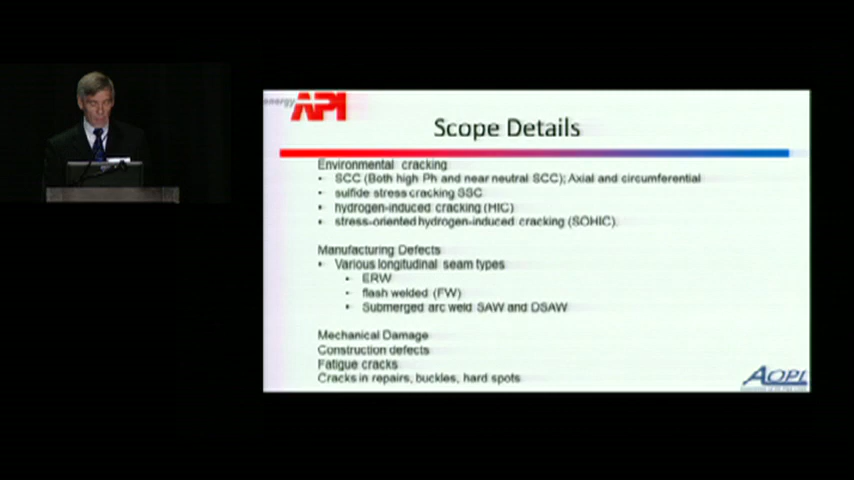 energy API
Scope Details
Environmental cracking
• SCC (Both high Ph and near neutral SCC); Axial and circumferential
• sulfide stress cracking SSC
• hydrogen-induced cracking (HIC)
• stress-oriented hydrogen-induced cracking (SOHIC).
Manufacturing Defects
• Various longitudinal seam types
• ERW
• flash welded (FW)
• Submerged arc weld SAW and DSAW
Mechanical Damage
Construction defects
Fatigue cracks
Cracks in repairs, buckles, hard spots
AOPL